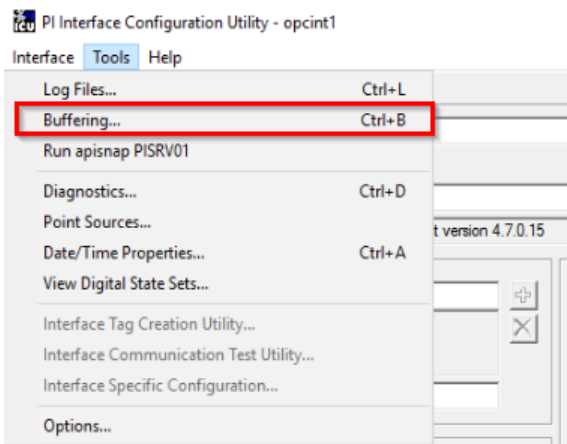 PI Interface Configuration Utility - opcint1
Interface Tools Help
Log Files... Ctrl+L
Buffering... Ctrl+B
Run apisnap PISRV01
Diagnostics... Ctrl+D
Point Sources...
t version 4.7.0.15
Date/Time Properties... Ctrl+A
View Digital State Sets...
Interface Tag Creation Utility...
Interface Communication Test Utility...
Interface Specific Configuration...
Options...